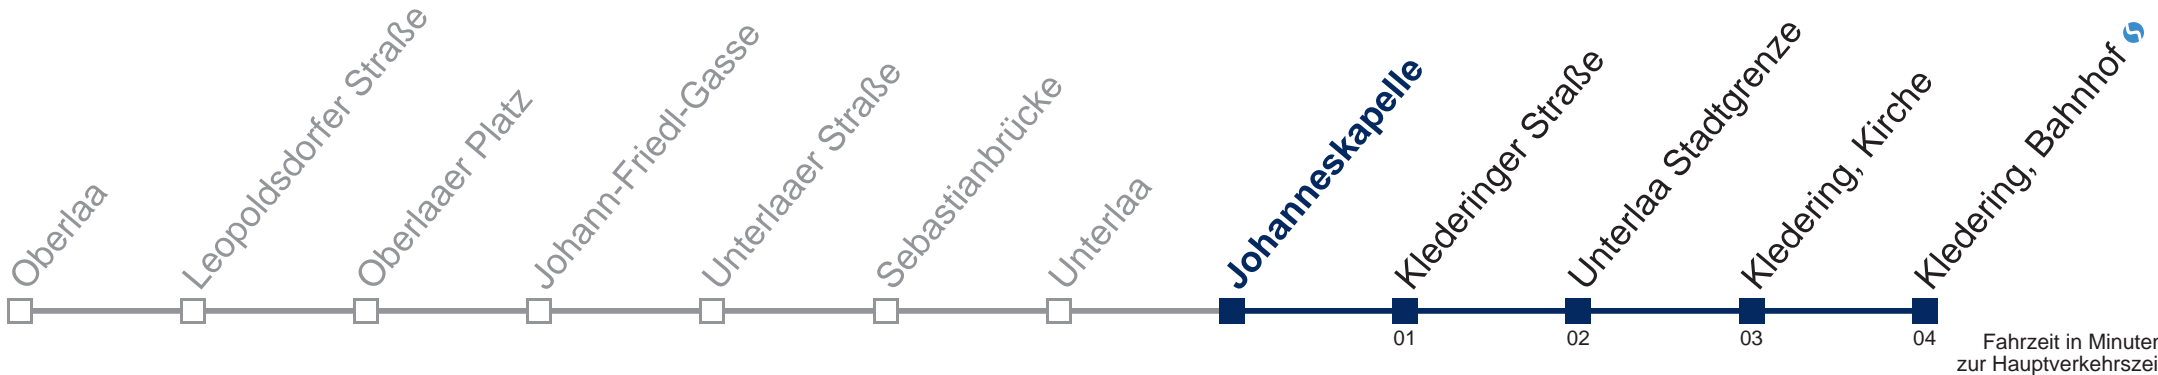 Oberlaa
Leopoldsdorfer Straße
Oberlaaer Platz
Johann-Friedl-Gasse
Unterlaaer Straße
Sebastianbrücke
Unterlaa
Johanneskapelle
Klederinger Straße
Unterlaa Stadtgrenze
Kledering, Kirche
Kledering, Bahnhof
01
02
03
04
Fahrzeit in Minuten
zur Hauptverkehrszei